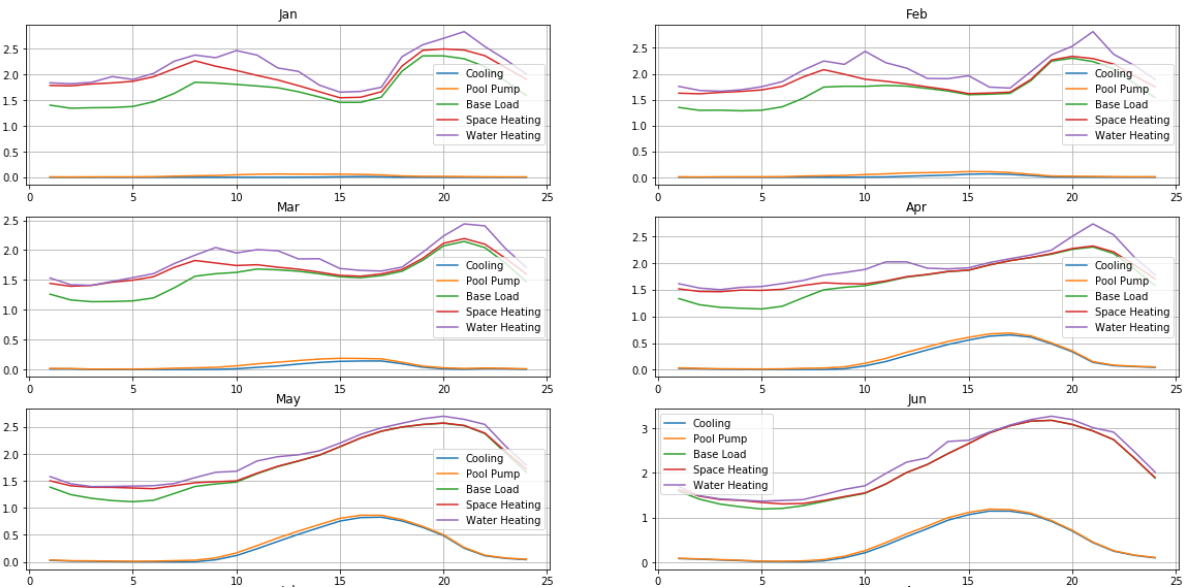 Jan
2.5
2.0
1.5
1.0
0.5
0.0
Cooling
Pool Pump
Base Load
Space Heating
Water Heating
0 5 10 15 20 25
Feb
2.5
2.0
1.5
1.0
0.5
0.0
Cooling
Pool Pump
Base Load
Space Heating
Water Heating
0 5 10 15 20 25
Mar
2.5
2.0
1.5
1.0
0.5
0.0
Cooling
Pool Pump
Base Load
Space Heating
Water Heating
0 5 10 15 20 25
Apr
2.5
2.0
1.5
1.0
0.5
0.0
Cooling
Pool Pump
Base Load
Space Heating
Water Heating
0 5 10 15 20 25
May
2.5
2.0
1.5
1.0
0.5
0.0
Cooling
Pool Pump
Base Load
Space Heating
Water Heating
0 5 10 15 20 25
Jun
3
2
1
0
Cooling
Pool Pump
Base Load
Space Heating
Water Heating
0 5 10 15 20 25